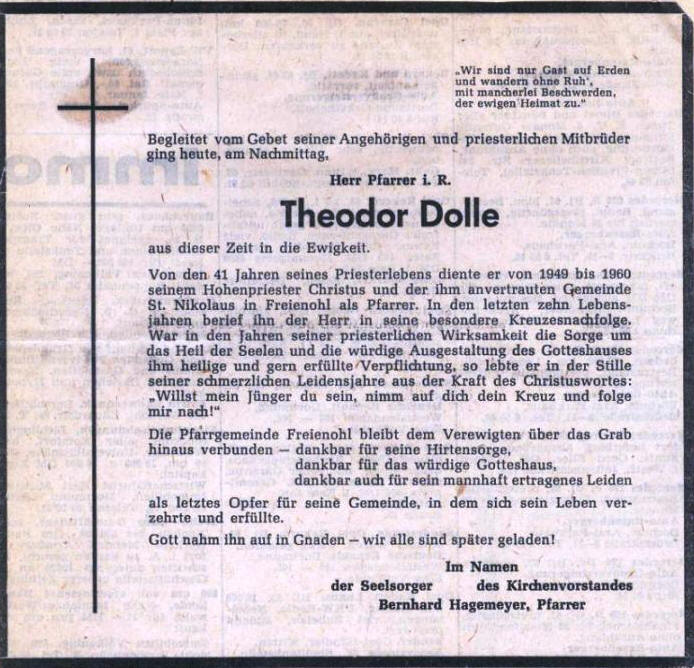 „Wir sind nur Gast auf Erden
und wandern ohne Ruh',
mit mancherlei Beschwerden,
der ewigen Heimat zu."
Begleitet vom Gebet seiner Angehörigen und priesterlichen Mitbrüder
ging heute, am Nachmittag,
Herr Pfarrer i. R.
Theodor Dolle
aus dieser Zeit in die Ewigkeit.
Von den 41 Jahren seines Priesterlebens diente er von 1949 bis 1960
seinem Hohenpriester Christus und der ihm anvertrauten Gemeinde
St. Nikolaus in Freienohl als Pfarrer. In den letzten zehn Lebens-
jahren berief ihn der Herr in seine besondere Kreuzesnachfolge.
War in den Jahren seiner priesterlichen Wirksamkeit die Sorge um
das Heil der Seelen und die würdige Ausgestaltung des Gotteshauses
ihm heilige und gern erfüllte Verpflichtung, so lebte er in der Stille
seiner schmerzlichen Leidensjahre aus der Kraft des Christuswortes:
„Willst mein Jünger du sein, nimm auf dich dein Kreuz und folge
mir nach!"
Die Pfarrgemeinde Freienohl bleibt dem Verewigten über das Grab
hinaus verbunden – dankbar für seine Hirtensorge,
dankbar für das würdige Gotteshaus,
dankbar auch für sein mannhaft ertragenes Leiden
als letztes Opfer für seine Gemeinde, in dem sich sein Leben ver-
zehrte und erfüllte.
Gott nahm ihn auf in Gnaden – wir alle sind später geladen!
Im Namen
der Seelsorger des Kirchenvorstandes
Bernhard Hagemeyer, Pfarrer